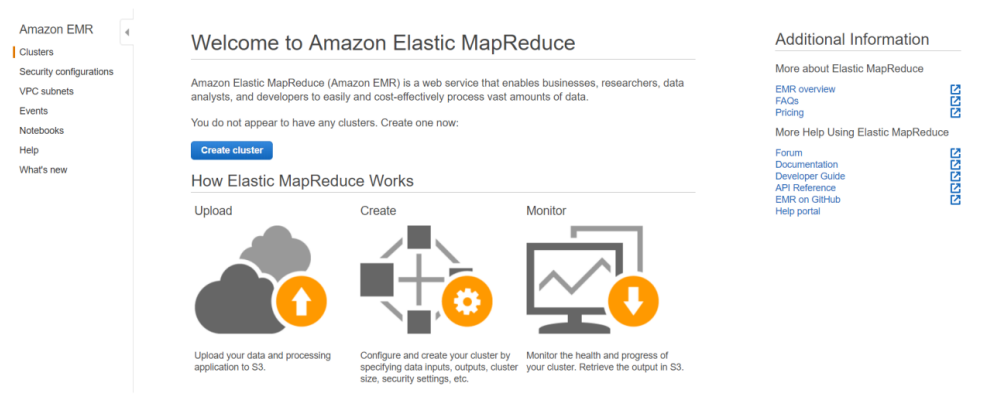 Amazon EMR
Clusters
Security configurations
VPC subnets
Events
Notebooks
Help
What's new
Welcome to Amazon Elastic MapReduce
Amazon Elastic MapReduce (Amazon EMR) is a web service that enables businesses, researchers, data
analysts, and developers to easily and cost-effectively process vast amounts of data.
You do not appear to have any clusters. Create one now:
Create cluster
How Elastic MapReduce Works
Upload
Upload your data and processing
application to S3.
Create
Configure and create your cluster by
specifying data inputs, outputs, cluster
size, security settings, etc.
Monitor
Monitor the health and progress of
your cluster. Retrieve the output in S3.
Additional Information
More about Elastic MapReduce
EMR overview
FAQs
Pricing
More Help Using Elastic MapReduce
Forum
Documentation
Developer Guide
API Reference
EMR on GitHub
Help portal